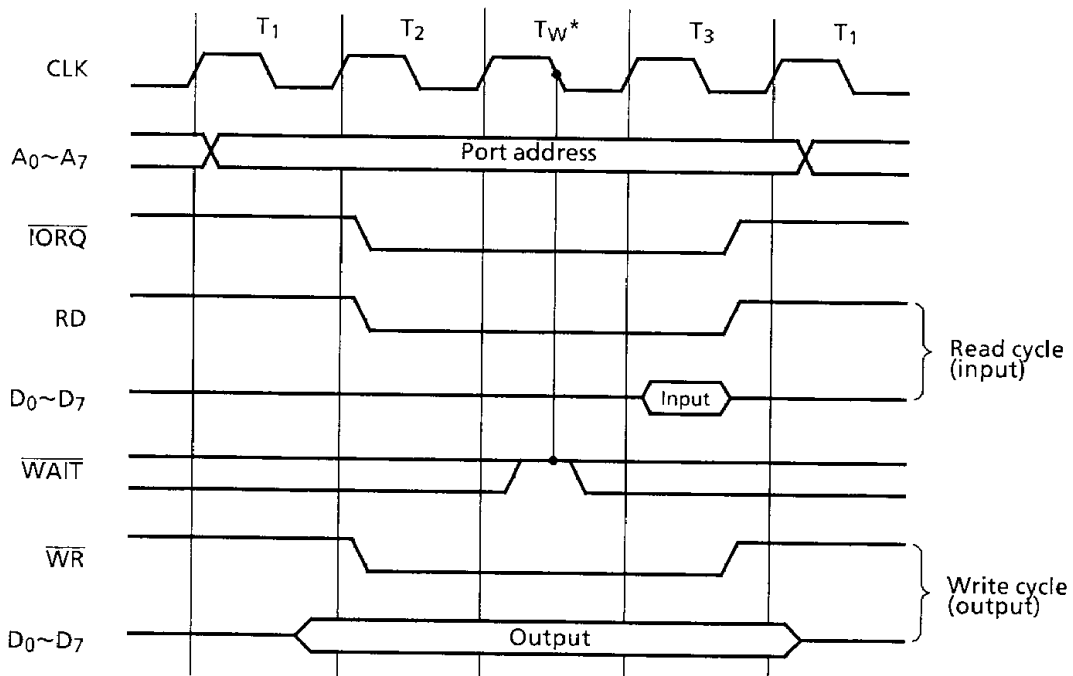 T1 T2 TW* T3 T1
CLK
A0~A7 Port address
IORQ
RD
Read cycle
(input)
D0~D7 Input
WAIT
WR
Write cycle
(output)
D0~D7 Output